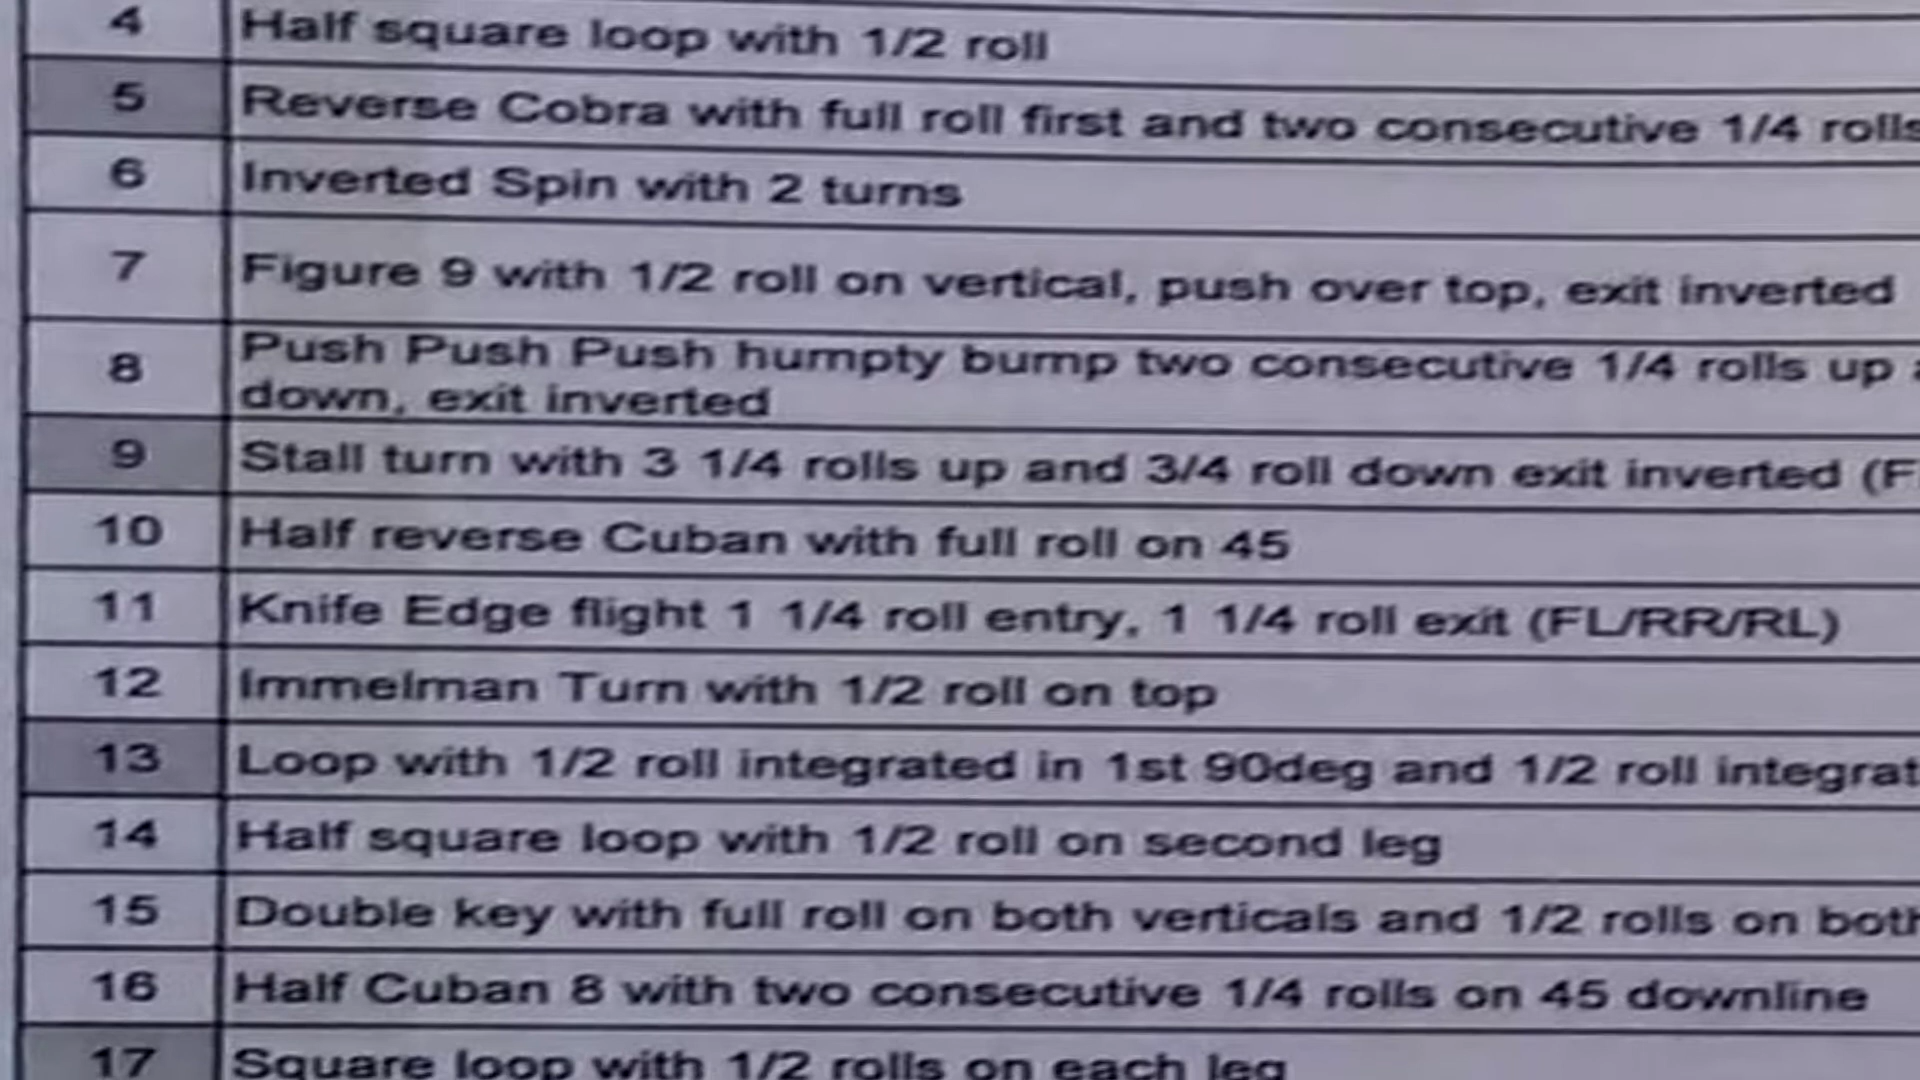 4 Half square loop with 1/2 roll
5 Reverse Cobra with full roll first and two consecutive 1/4 rolls
6 Inverted Spin with 2 turns
7 Figure 9 with 1/2 roll on vertical, push over top, exit inverted
8 Push Push Push humpty bump two consecutive 1/4 rolls up
down, exit inverted
9 Stall turn with 3 1/4 rolls up and 3/4 roll down exit inverted (F
10 Half reverse Cuban with full roll on 45
11 Knife Edge flight 1 1/4 roll entry, 1 1/4 roll exit (FL/RR/RL)
12 Immelman Turn with 1/2 roll on top
13 Loop with 1/2 roll integrated in 1st 90deg and 1/2 roll integrat
14 Half square loop with 1/2 roll on second leg
15 Double key with full roll on both verticals and 1/2 rolls on both
16 Half Cuban 8 with two consecutive 1/4 rolls on 45 downline
17 Square loop with 1/2 rolls on each leg